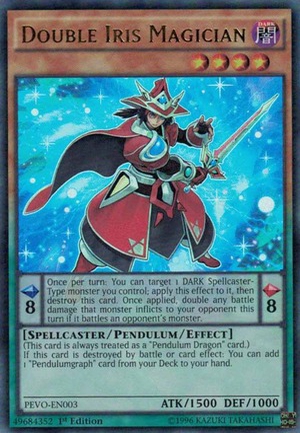 DOUBLE IRIS MAGICIAN
DARK
闇
Once per turn: You can target 1 DARK Spellcaster-
Type monster you control; apply this effect to it, then
destroy this card. Once applied, double any battle
damage that monster inflicts to your opponent this
turn if it battles an opponent's monster.
8
8
[SPELLCASTER/PENDULUM/EFFECT]
(This card is always treated as a "Pendulum Dragon" card.)
If this card is destroyed by battle or card effect: You can add
1 "Pendulumgraph" card from your Deck to your hand.
PEVO-EN003
ATK/1500 DEF/1000
49684352
1st Edition
©1996 KAZUKI TAKAHASHI